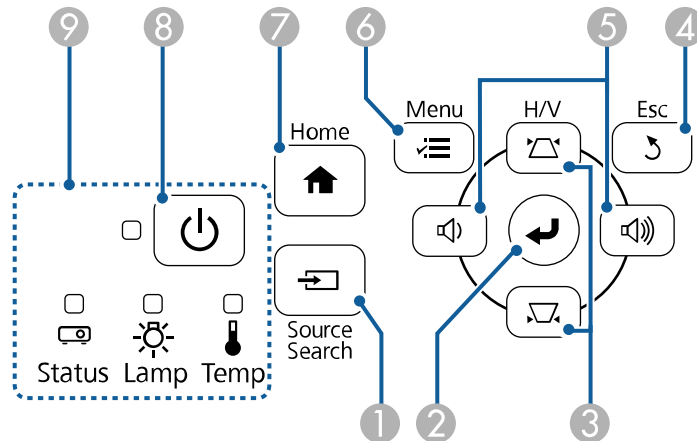 9
8
7
6
5
4
Menu
H/V
Esc
Home
Source
Search
Status
Lamp
Temp
1
2
3